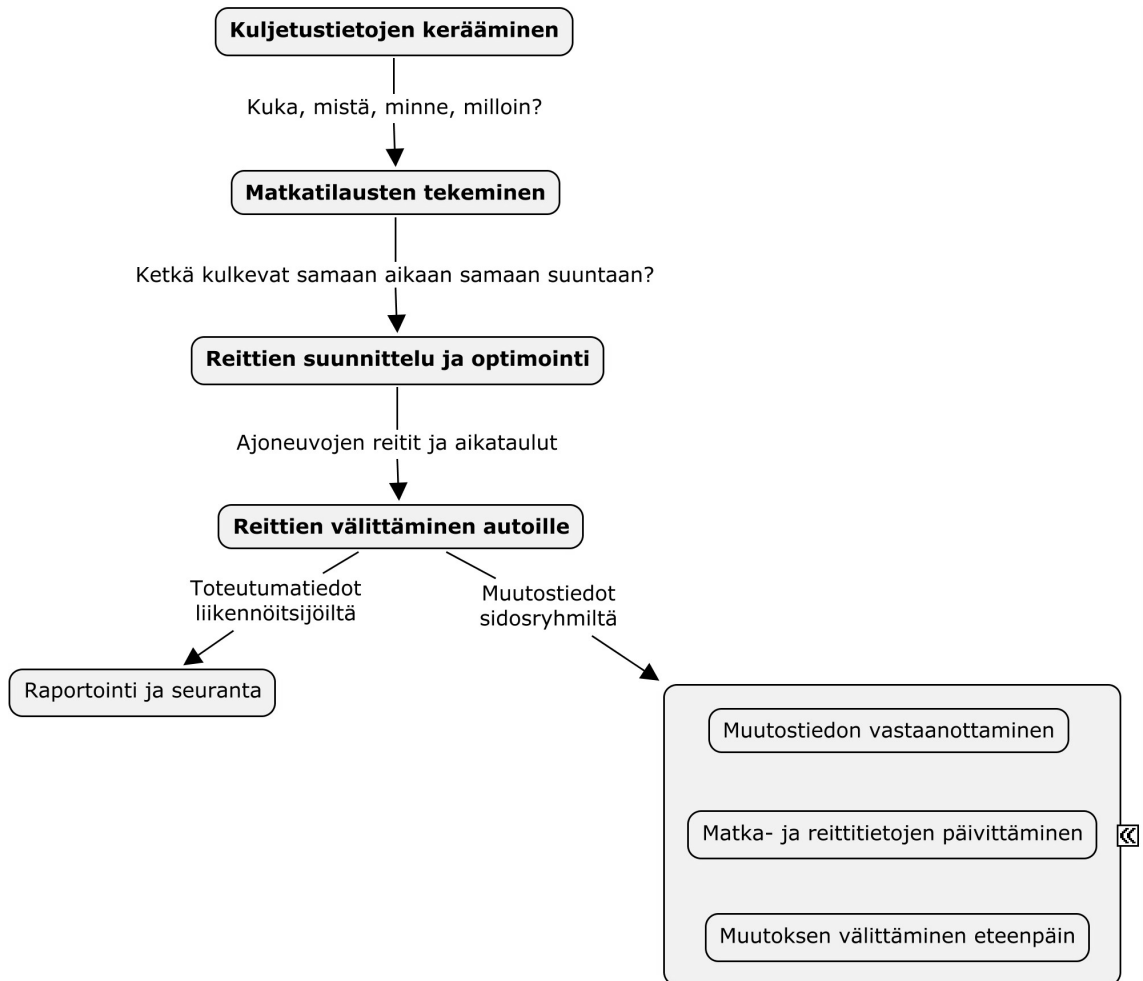 Kuljetustietojen kerääminen
Kuka, mistä, minne, milloin?
Matkatilausten tekeminen
Ketkä kulkevat samaan aikaan samaan suuntaan?
Reittien suunnittelu ja optimointi
Ajoneuvojen reitit ja aikataulut
Reittien välittäminen autoille
Toteutumatiedot
liikennöitsijöiltä
Muutostiedot
sidosryhmiltä
Raportointi ja seuranta
Muutostiedon vastaanottaminen
Matka- ja reittitietojen päivittäminen
Muutoksen välittäminen eteenpäin